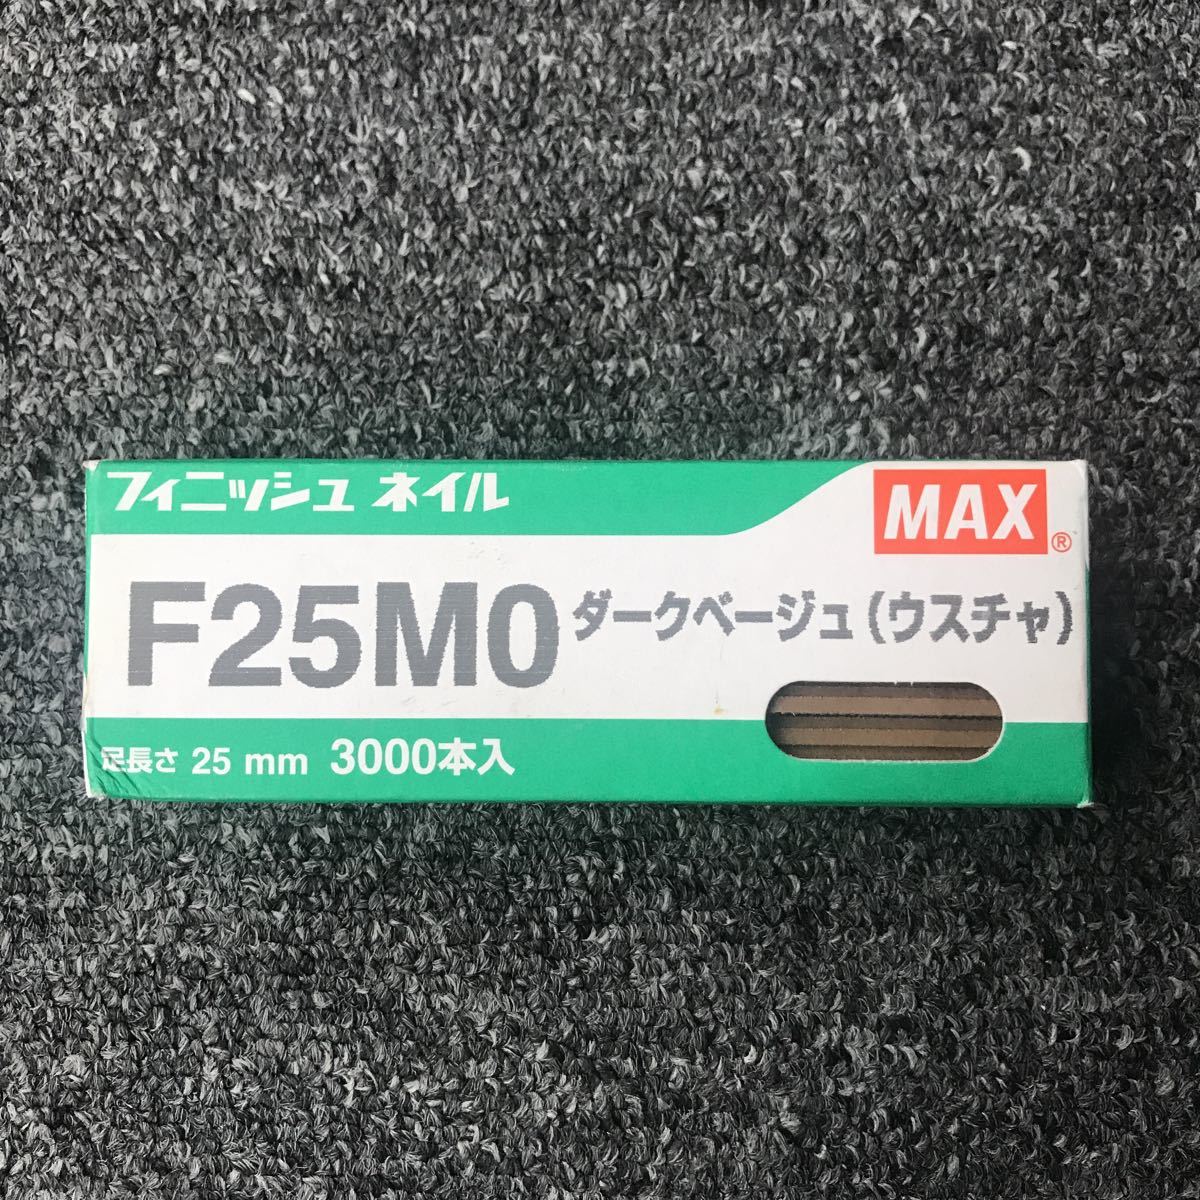 フィニッシュ ネイル
MAX®
F25M0 ダークベージュ(ウスチャ)
足長さ 25 mm 3000本入